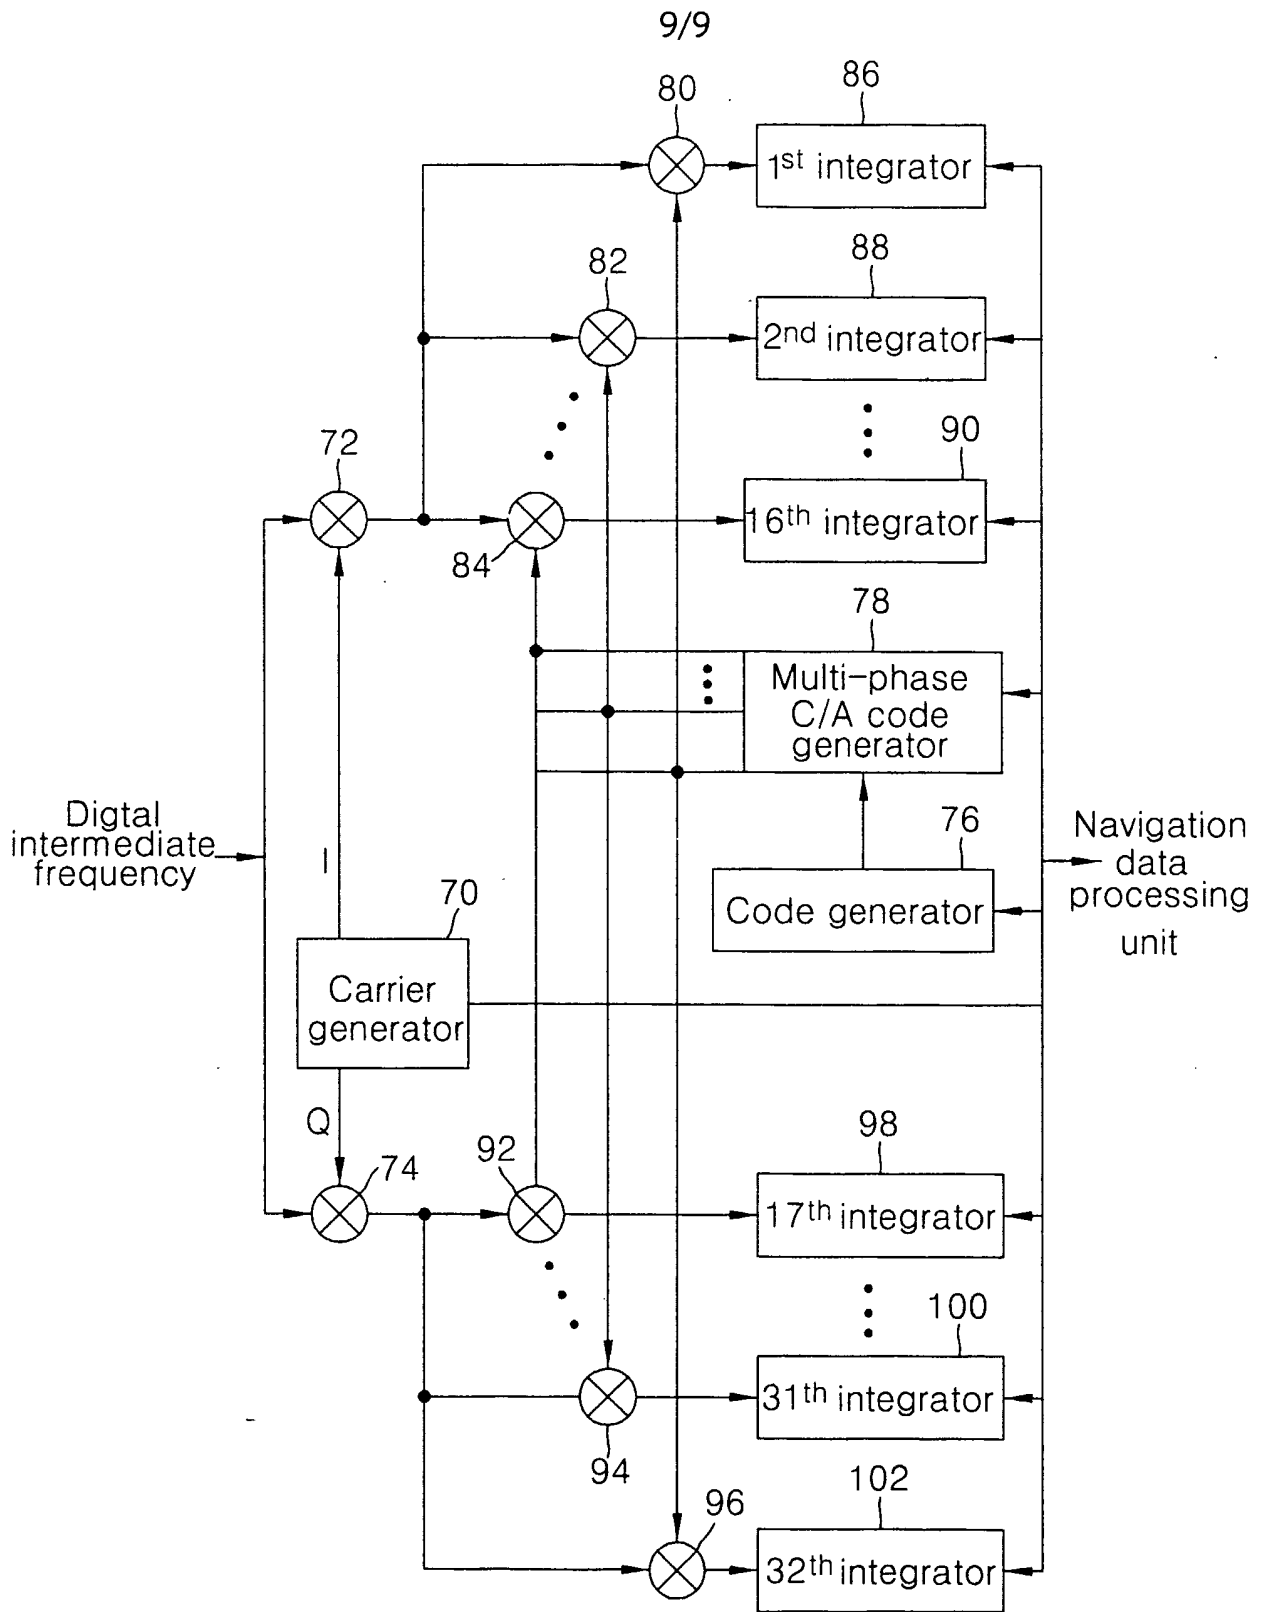 9/9
80
86
1st integrator
82
88
2nd integrator
72
90
84
16th integrator
78
Multi-phase
C/A code
generator
Digtal
intermediate
frequency
I
76
Code generator
Navigation
data
processing
unit
70
Carrier
generator
Q
74
92
98
17th integrator
100
31th integrator
94
96
102
32th integrator